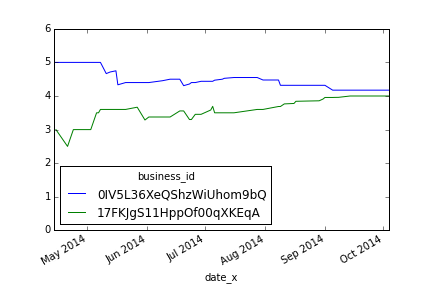 6
5
4
3
2
1
0
business_id
0IV5L36XeQShzWiUhom9bQ
17FKJgS11HppOf00qXKEqA
May 2014
Jun 2014
Jul 2014
Aug 2014
Sep 2014
Oct 2014
date_x